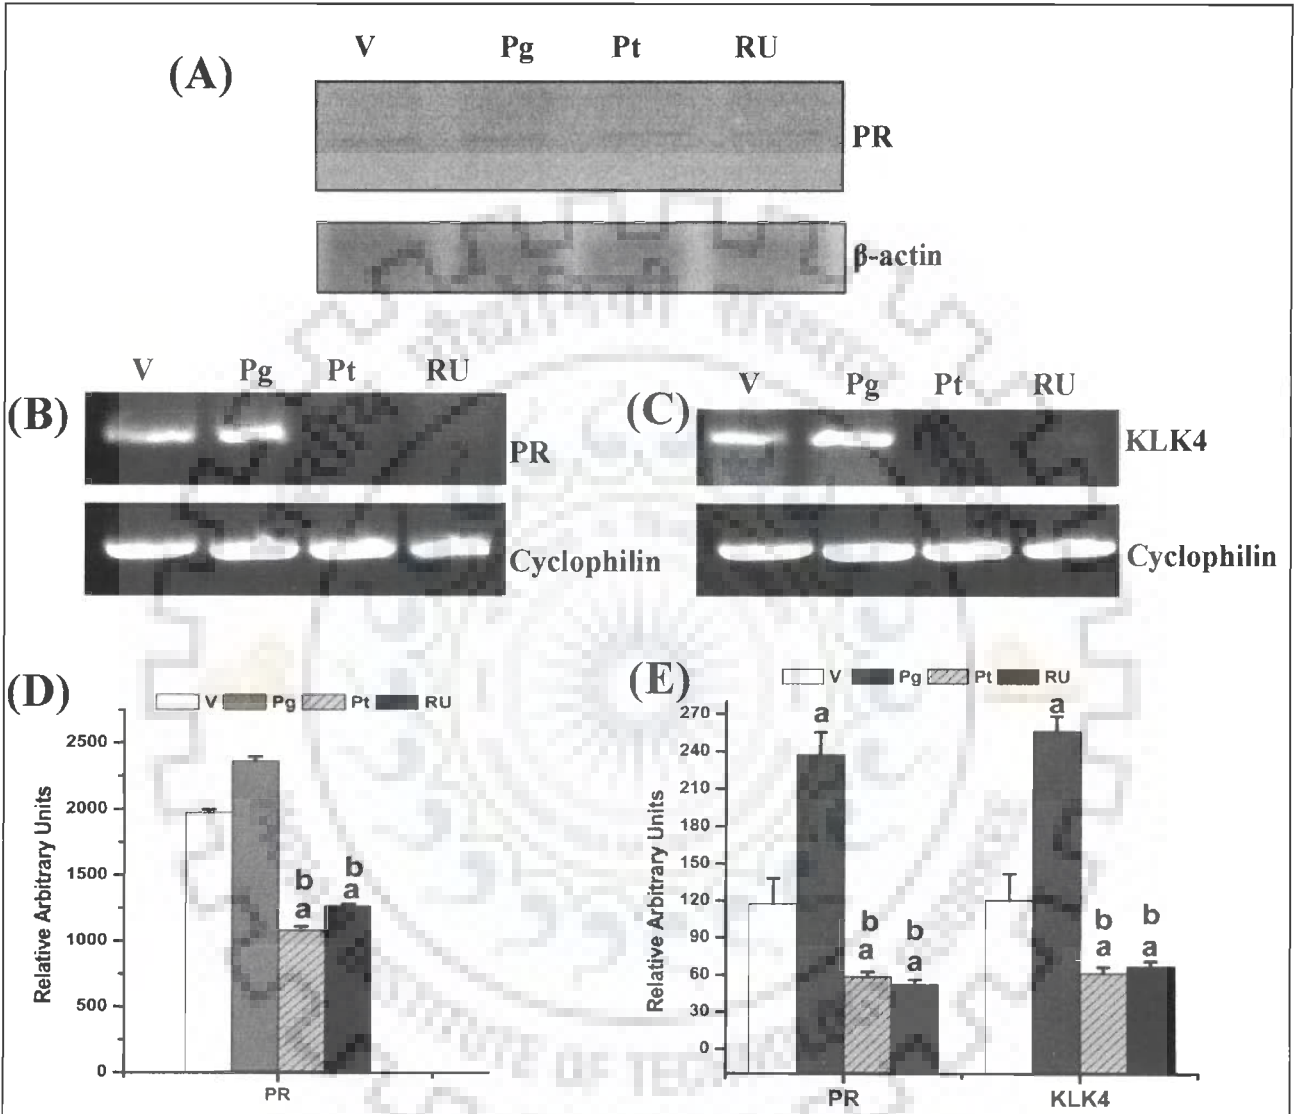 V Pg Pt RU
(A)
PR
β-actin
V Pg Pt RU
(B)
PR
Cyclophilin
V Pg Pt RU
(C)
KLK4
Cyclophilin
(D)
V Pg Pt RU
2500
2000
1500
1000
500
0
Relative Arbitrary Units
b
a
b
a
PR
(E)
V Pg Pt RU
270
240
210
180
150
120
90
60
30
0
Relative Arbitrary Units
a
b
a
b
a
a
b
a
b
a
PR KLK4
OF TEC